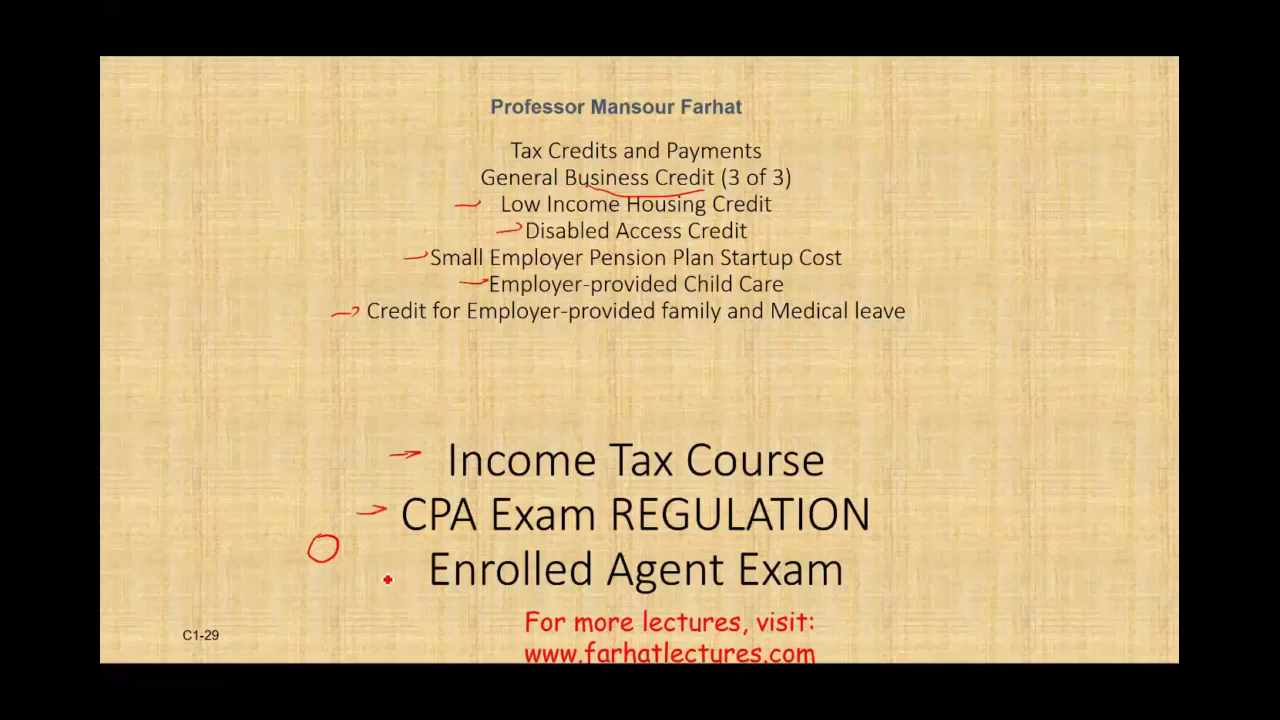 Professor Mansour Farhat
Tax Credits and Payments
General Business Credit (3 of 3)
Low Income Housing Credit
Disabled Access Credit
Small Employer Pension Plan Startup Cost
Employer-provided Child Care
Credit for Employer-provided family and Medical leave
Income Tax Course
CPA Exam REGULATION
Enrolled Agent Exam
For more lectures, visit:
www.farhatlectures.com
C1-29